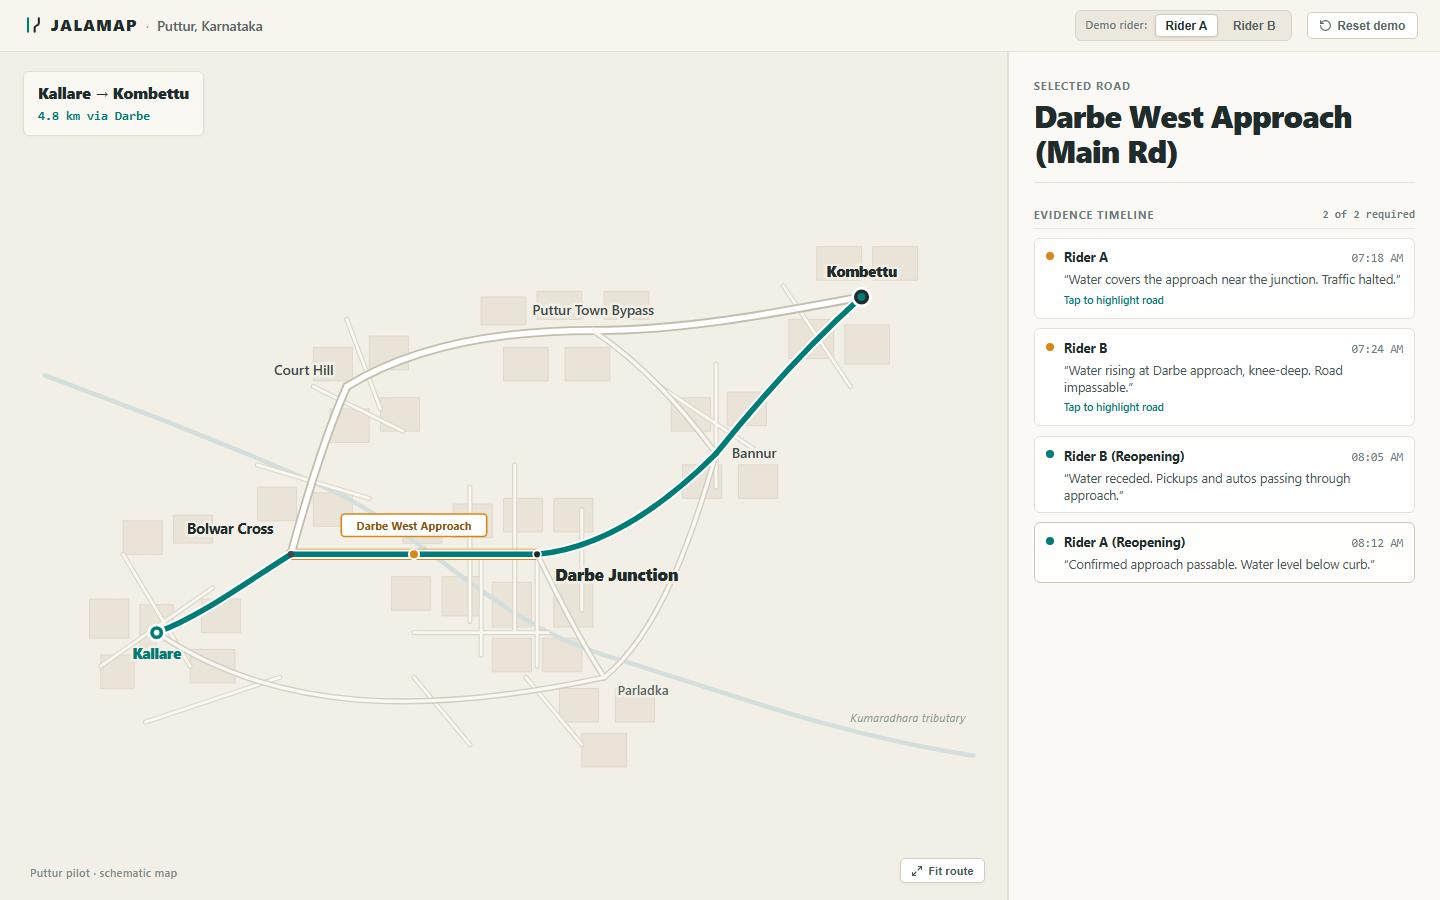 JALAMAP · Puttur, Karnataka
Demo rider: Rider A Rider B
Reset demo
Kallare → Kombettu
4.8 km via Darbe
Kombettu
Puttur Town Bypass
Court Hill
Bannur
Bolwar Cross
Darbe West Approach
Darbe Junction
Kallare
Parladka
Kumaradhara tributary
Puttur pilot · schematic map
Fit route
SELECTED ROAD
Darbe West Approach
(Main Rd)
EVIDENCE TIMELINE 2 of 2 required
Rider A 07:18 AM
“Water covers the approach near the junction. Traffic halted.”
Tap to highlight road
Rider B 07:24 AM
“Water rising at Darbe approach, knee-deep. Road
impassable.”
Tap to highlight road
Rider B (Reopening) 08:05 AM
“Water receded. Pickups and autos passing through
approach.”
Rider A (Reopening) 08:12 AM
“Confirmed approach passable. Water level below curb.”